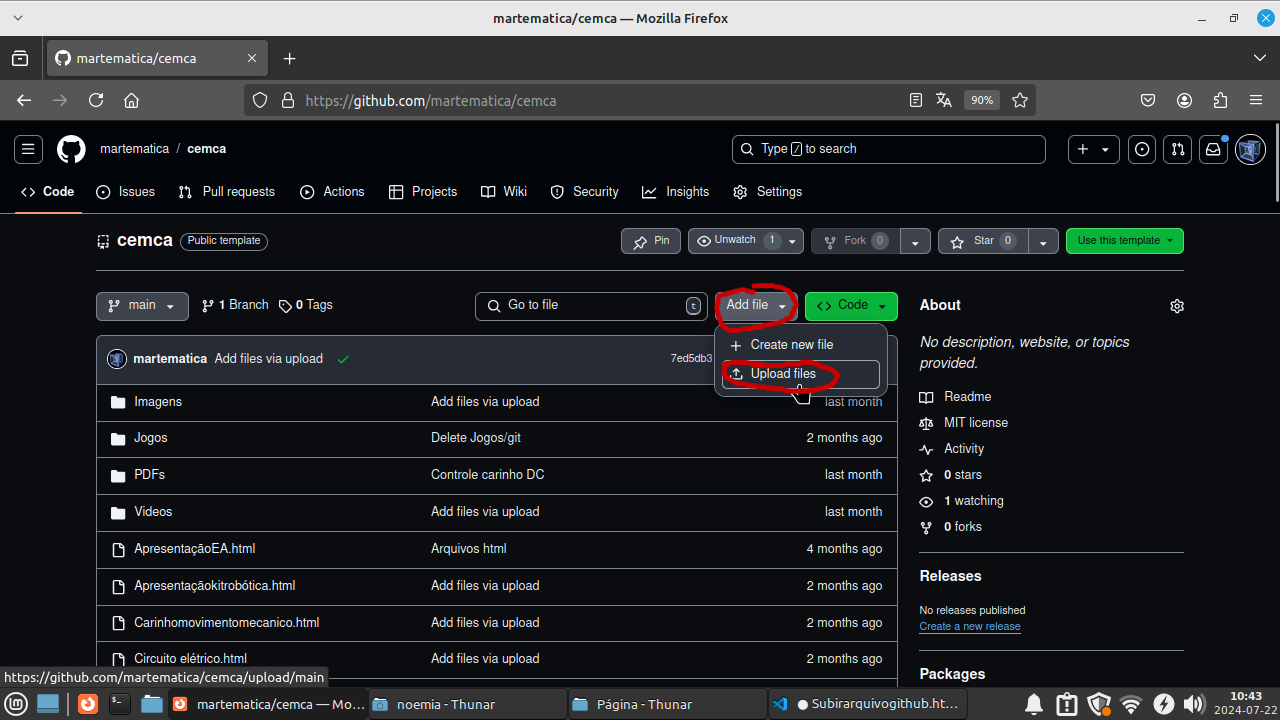 martematica/cemca — Mozilla Firefox
martematica/cemca
https://github.com/martematica/cemca
90%
martematica / cemca
Type / to search
Code Issues Pull requests Actions Projects Wiki Security Insights Settings
cemca Public template
Pin Unwatch 1 Fork 0 Star 0 Use this template
main 1 Branch 0 Tags Go to file t Add file Code
Create new file
Upload files
martematica Add files via upload 7ed5db3
Imagens Add files via upload last month
Jogos Delete Jogos/git 2 months ago
PDFs Controle carinho DC last month
Videos Add files via upload last month
ApresentaçãoEA.html Arquivos html 4 months ago
Apresentaçãokitrobótica.html Add files via upload 2 months ago
Carinhomovimentomecanico.html Add files via upload 2 months ago
Circuito elétrico.html Add files via upload 2 months ago
About
No description, website, or topics
provided.
Readme
MIT license
Activity
0 stars
1 watching
0 forks
Releases
No releases published
Create a new release
Packages
https://github.com/martematica/cemca/upload/main
martematica/cemca — Mo...
noemia - Thunar
Página - Thunar
● Subirarquivogithub.ht...
10:43
2024-07-22